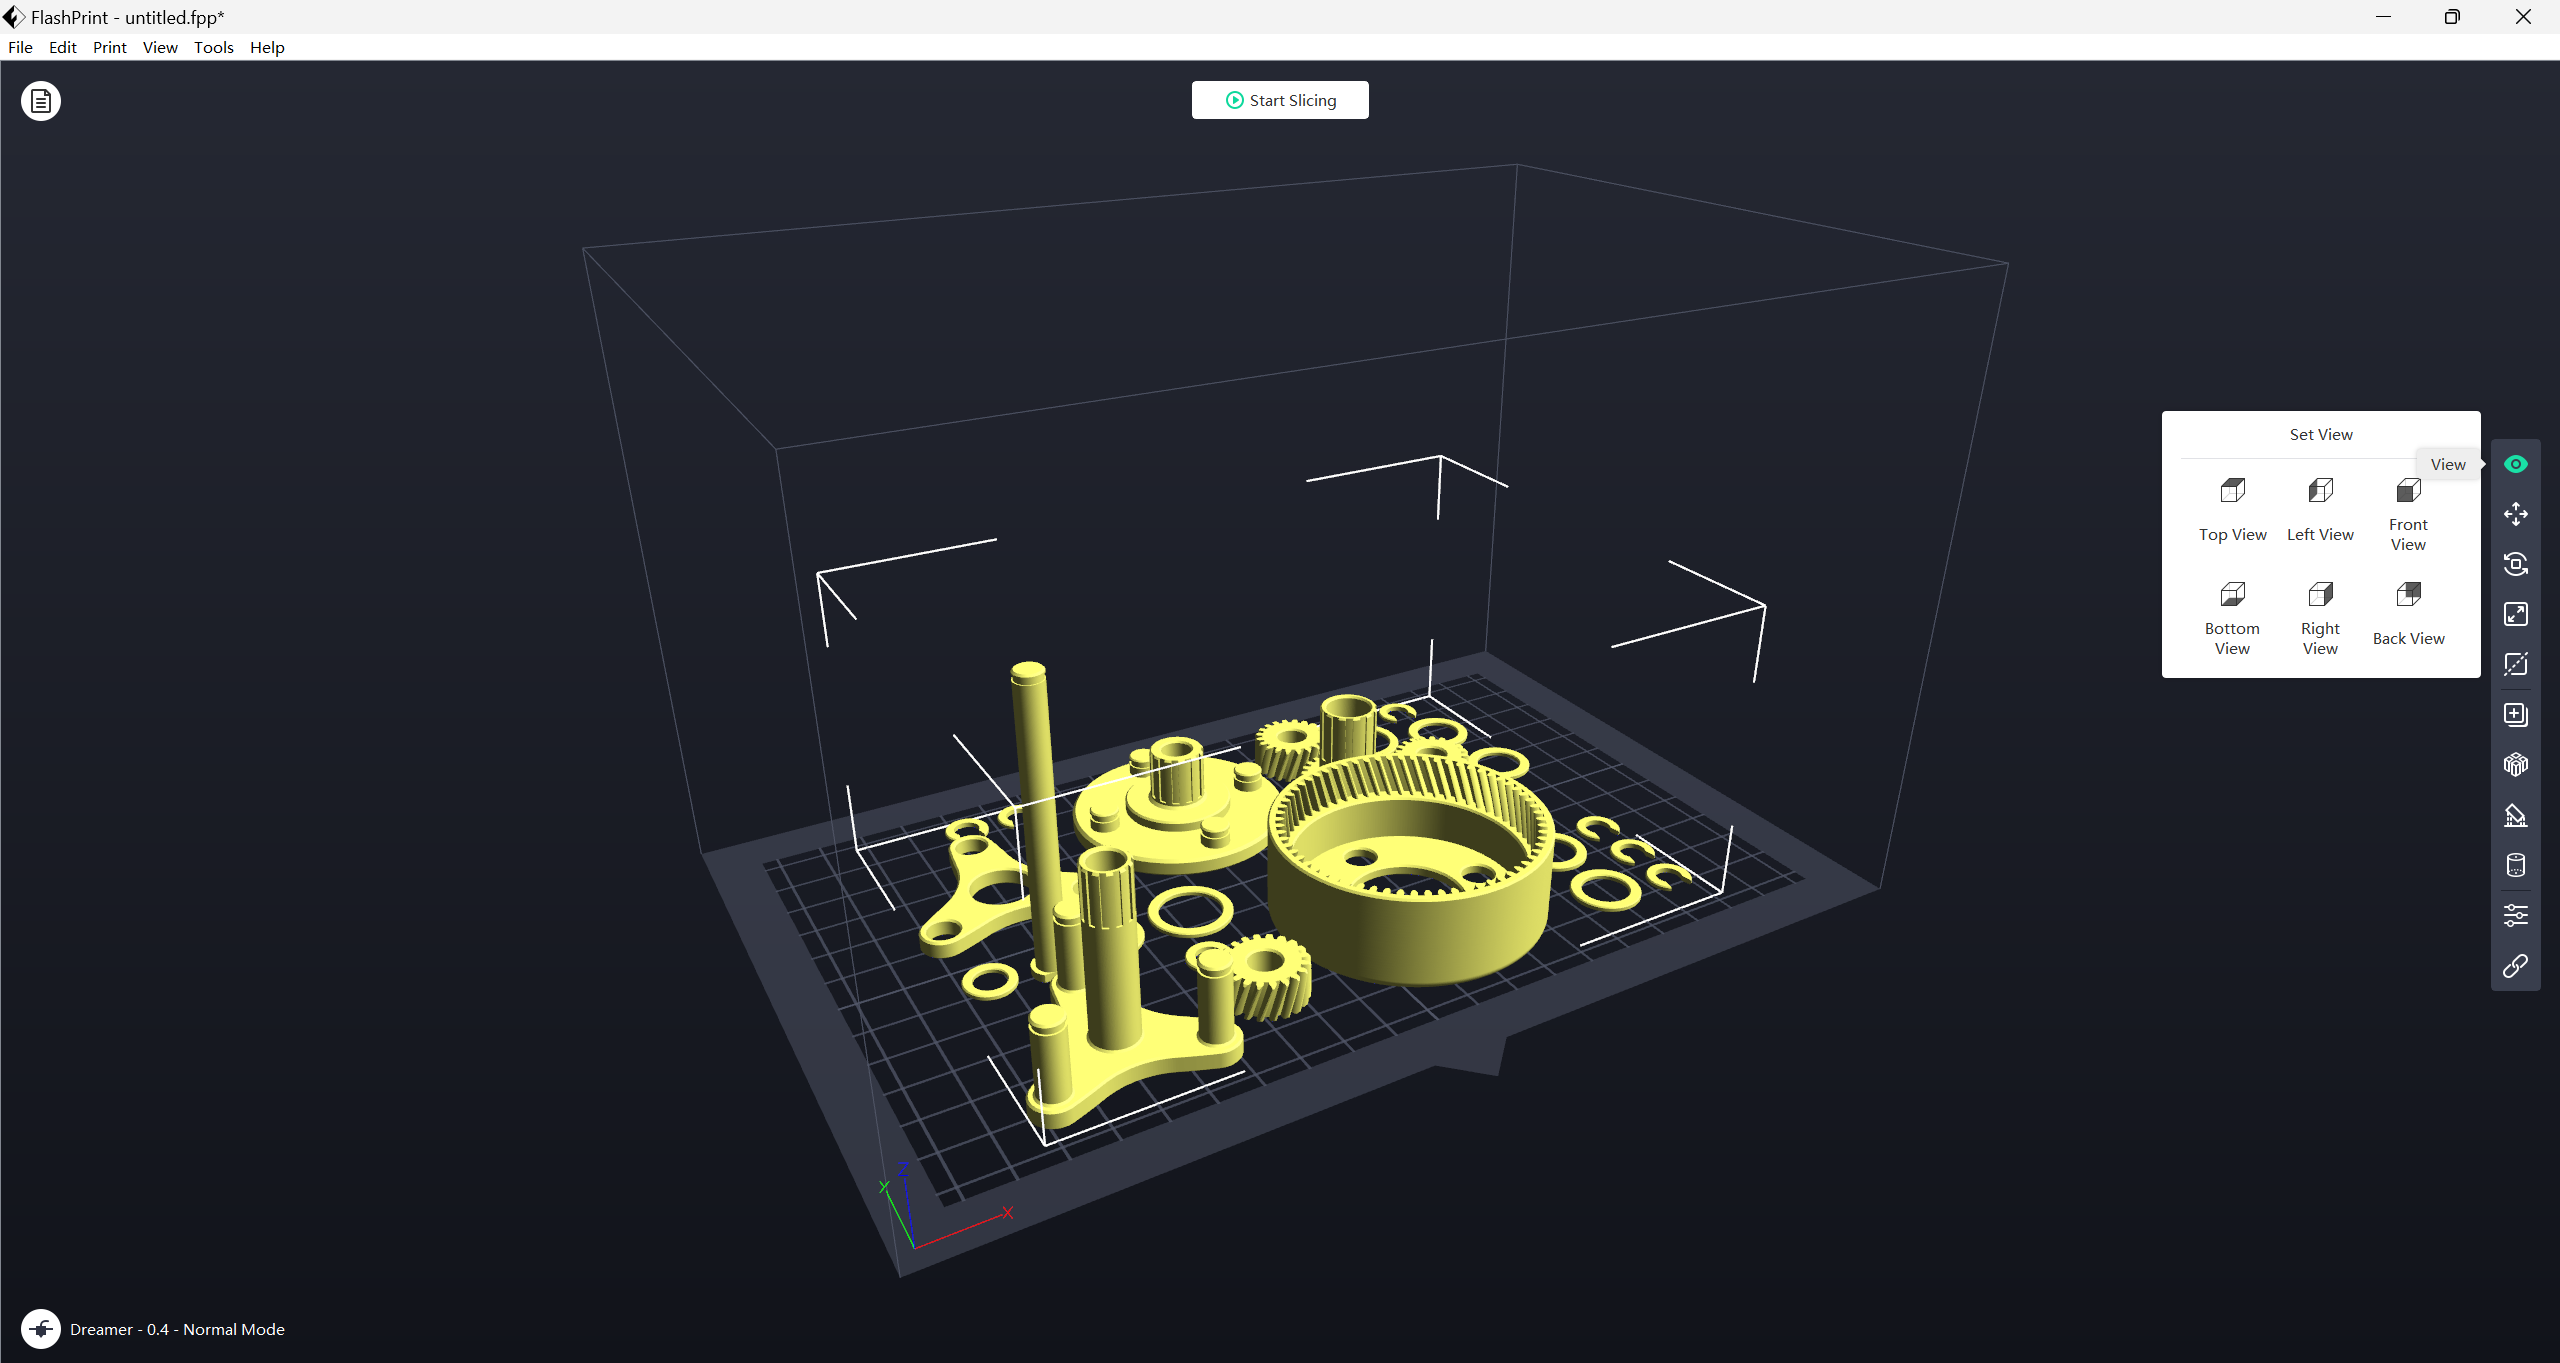 FlashPrint - untitled.fpp*
File Edit Print View Tools Help
Start Slicing
Set View
View
Top View Left View Front View
Bottom View Right View Back View
Z
Y
X
Dreamer - 0.4 - Normal Mode